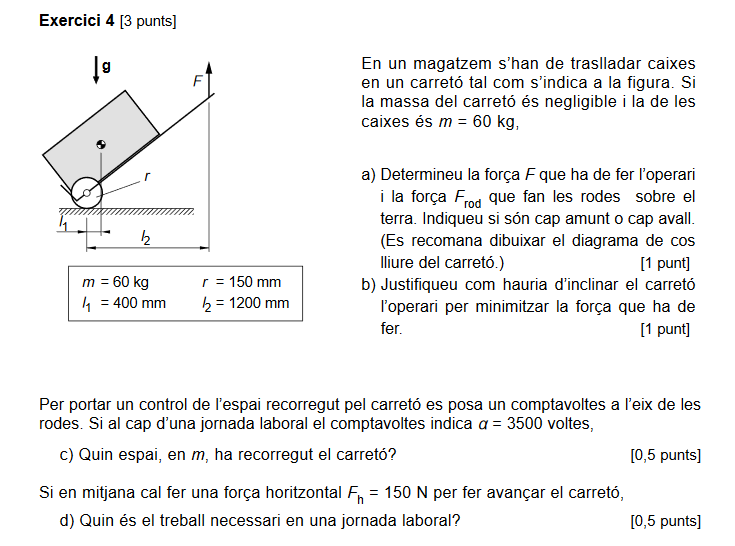 Exercici 4 [3 punts]
g
F
r
l1
l2
m = 60 kg r = 150 mm
l1 = 400 mm l2 = 1200 mm
En un magatzem s’han de traslladar caixes
en un carretó tal com s’indica a la figura. Si
la massa del carretó és negligible i la de les
caixes és m = 60 kg,
a) Determineu la força F que ha de fer l’operari
i la força Frod que fan les rodes sobre el
terra. Indiqueu si són cap amunt o cap avall.
(Es recomana dibuixar el diagrama de cos
lliure del carretó.) [1 punt]
b) Justifiqueu com hauria d’inclinar el carretó
l’operari per minimitzar la força que ha de
fer. [1 punt]
Per portar un control de l’espai recorregut pel carretó es posa un comptavoltes a l’eix de les
rodes. Si al cap d’una jornada laboral el comptavoltes indica α = 3500 voltes,
c) Quin espai, en m, ha recorregut el carretó? [0,5 punts]
Si en mitjana cal fer una força horitzontal Fh = 150 N per fer avançar el carretó,
d) Quin és el treball necessari en una jornada laboral? [0,5 punts]